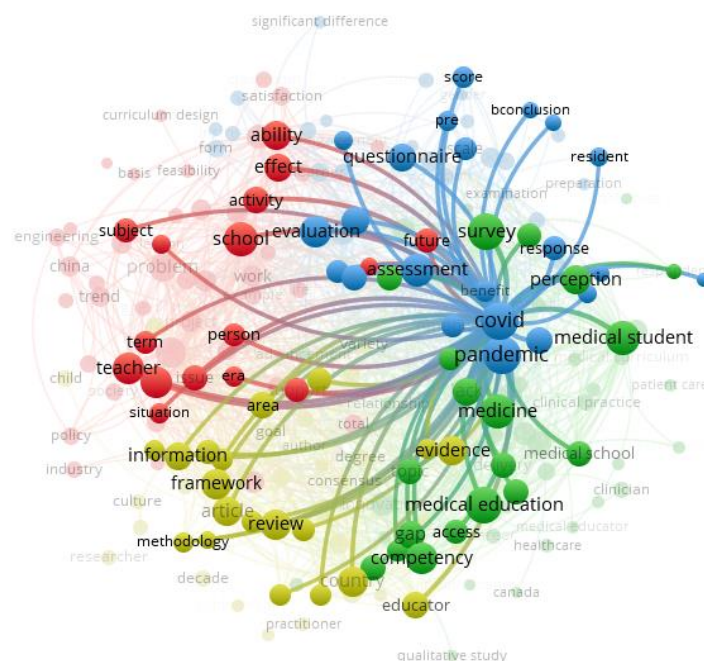 significant difference
score
satisfaction
bconclusion
curriculum design
pre
ability
form
questionnaire
scale
resident
basis
feasibility
effect
examination
preparation
activity
subject
school
evaluation
future
survey
response
engineering
china
problem
work
assessment
perception
trend
benefit
covid
term
person
variety
pandemic
medical student
teacher
issue
era
child
society
area
relationship
patient care
situation
total
medicine
clinical practice
policy
goal
author
information
degree
evidence
medical school
industry
framework
consensus
topic
delivery
clinician
culture
article
medical education
review
gap
access
medical educator
methodology
healthcare
researcher
competency
decade
country
canada
educator
practitioner
qualitative study